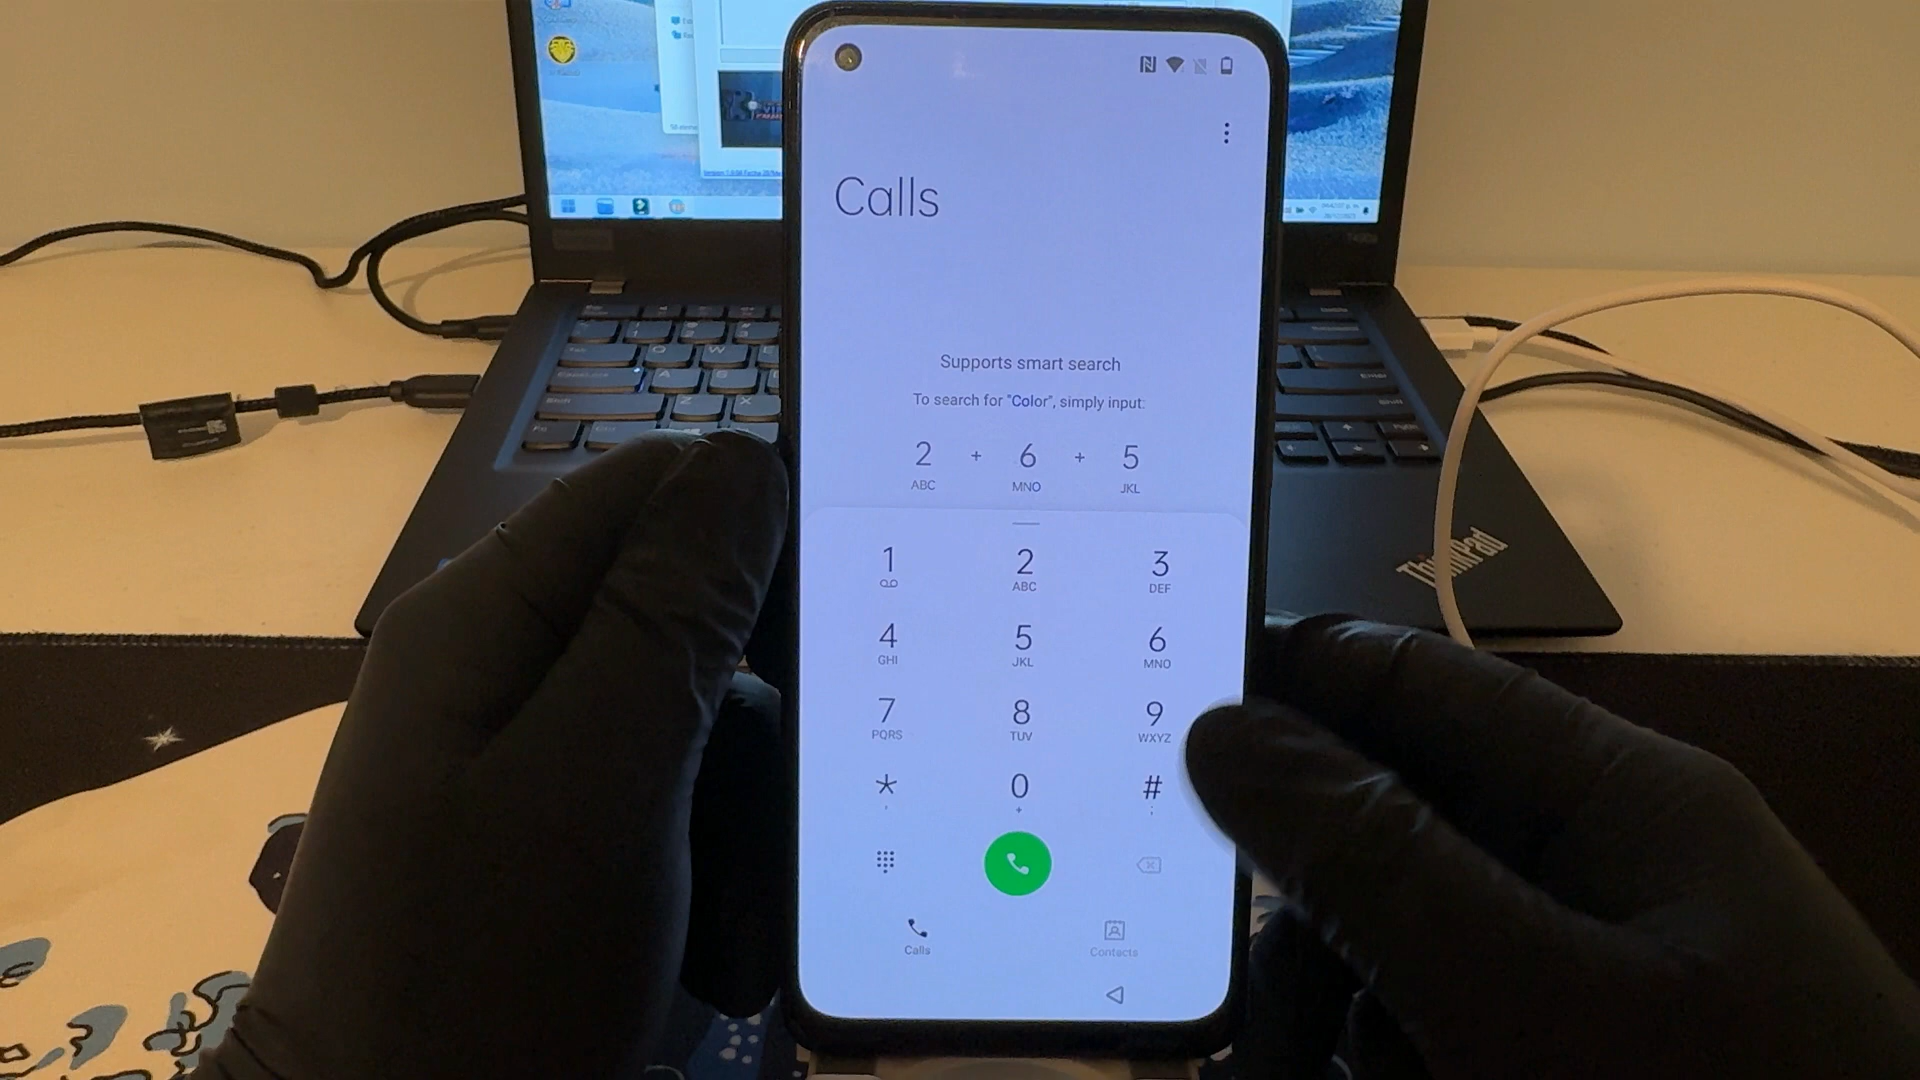 Calls
Supports smart search
To search for "Color", simply input:
2 + 6 + 5
ABC MNO JKL
1 2 3
ABC DEF
4 5 6
GHI JKL MNO
7 8 9
PQRS TUV WXYZ
* 0 #
, + ;
Calls Contacts
ThinkPad